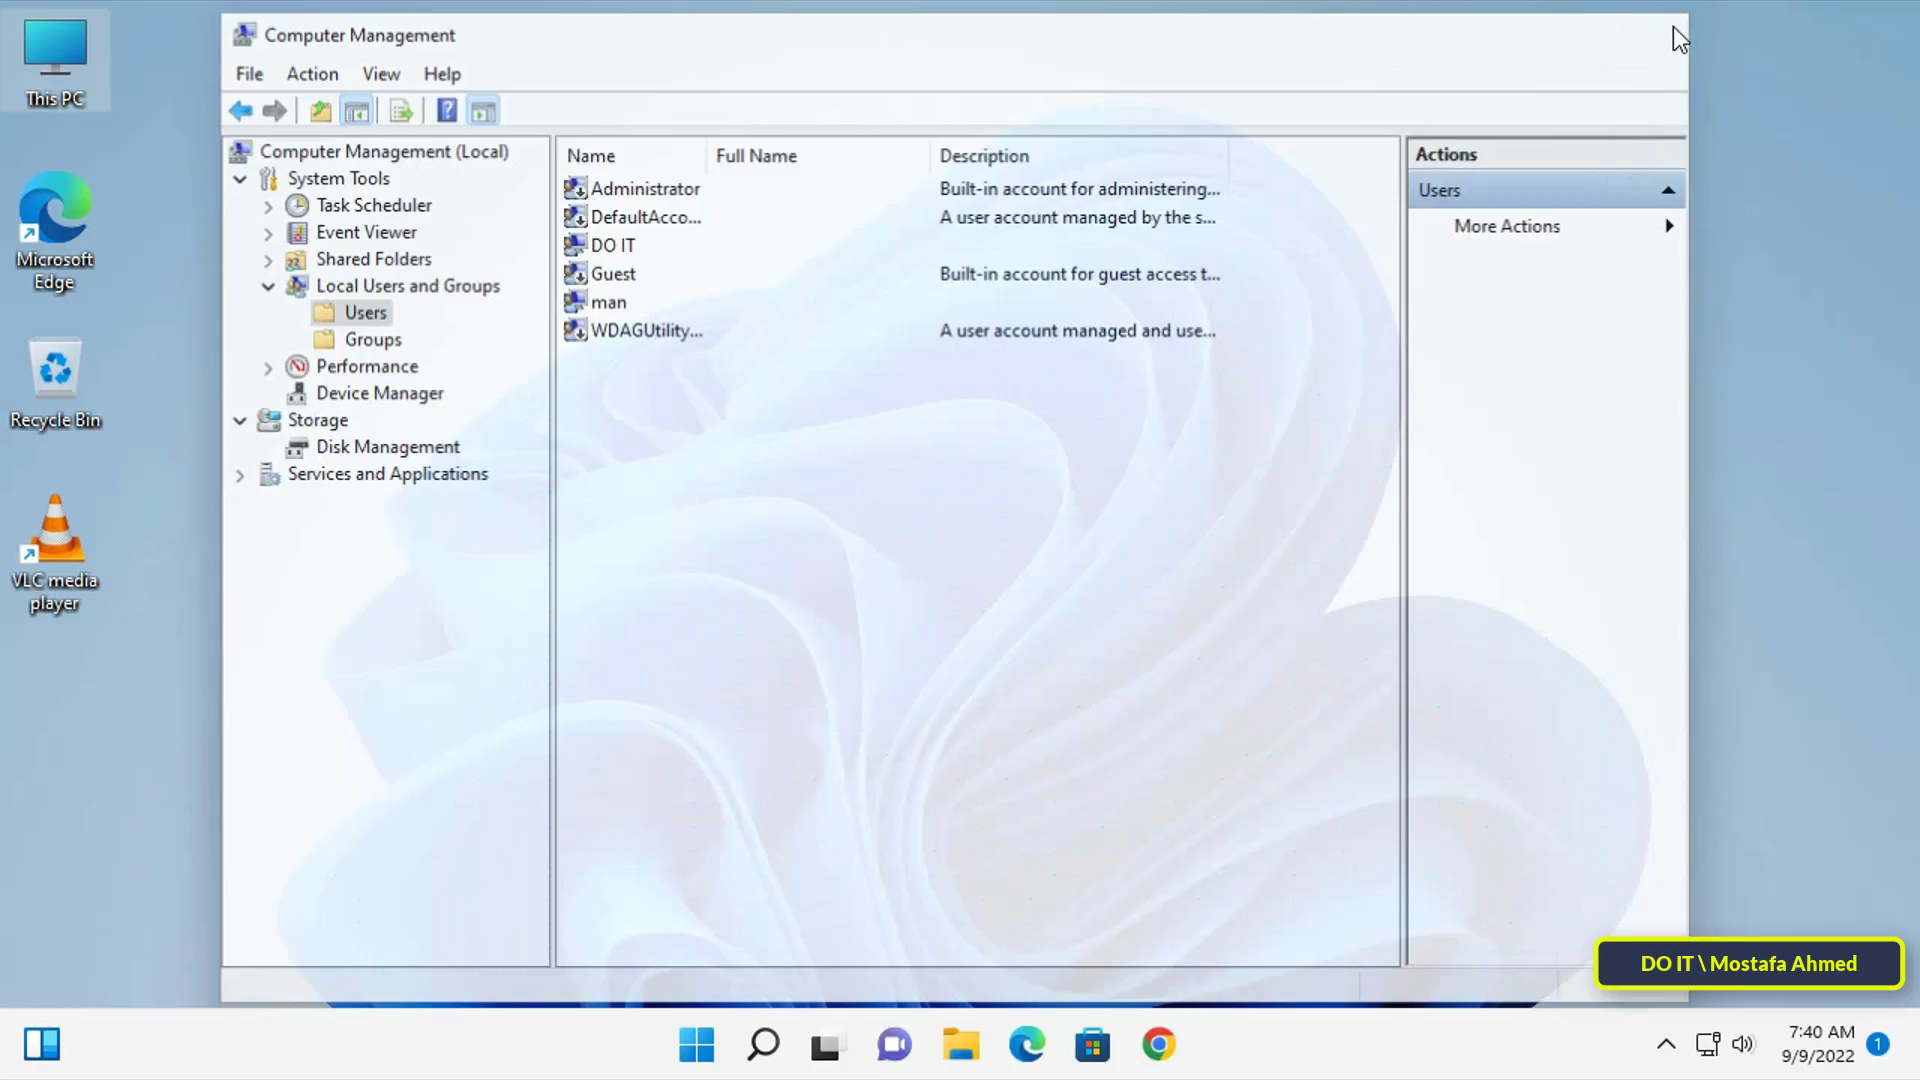 This PC
Microsoft
Edge
Recycle Bin
VLC media
player
Computer Management
File Action View Help
Computer Management (Local)
System Tools
Task Scheduler
Event Viewer
Shared Folders
Local Users and Groups
Users
Groups
Performance
Device Manager
Storage
Disk Management
Services and Applications
Name Full Name Description
Administrator Built-in account for administering...
DefaultAcco... A user account managed by the s...
DO IT
Guest Built-in account for guest access t...
man
WDAGUtility... A user account managed and use...
Actions
Users
More Actions
DO IT \ Mostafa Ahmed
7:40 AM
9/9/2022
1